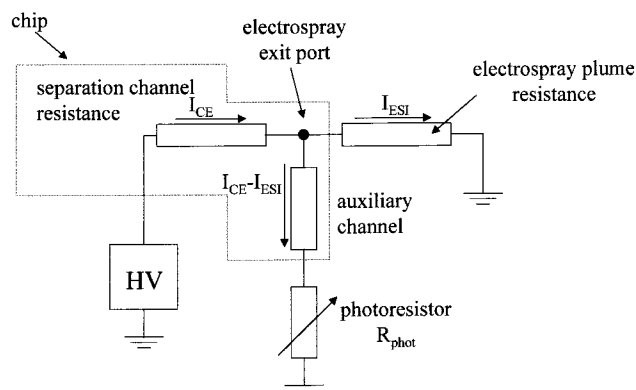 chip
electrospray
exit port
separation channel
resistance
electrospray plume
resistance
I_CE
I_ESI
I_CE-I_ESI
auxiliary
channel
HV
photoresistor
R_phot